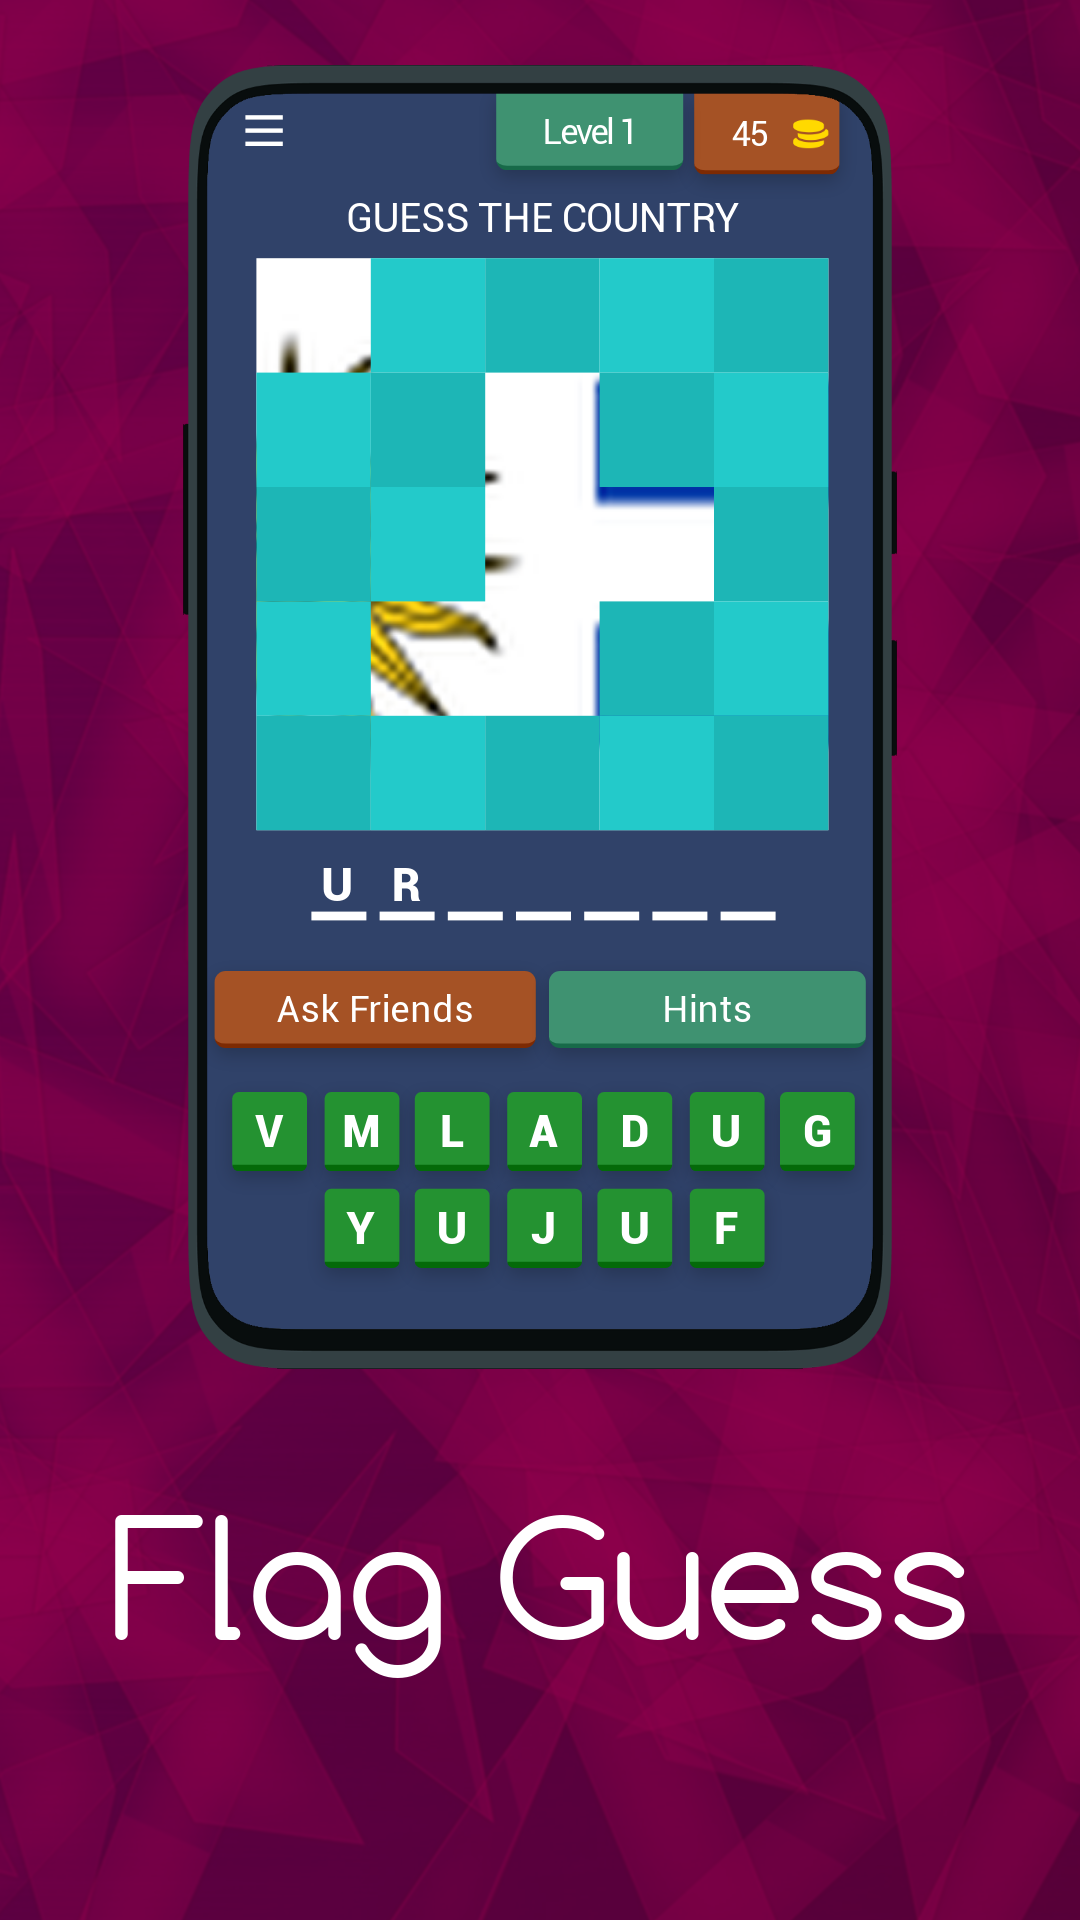 Level 1
45
GUESS THE COUNTRY
U R
Ask Friends
Hints
V M L A D U G
Y U J U F
Flag Guess